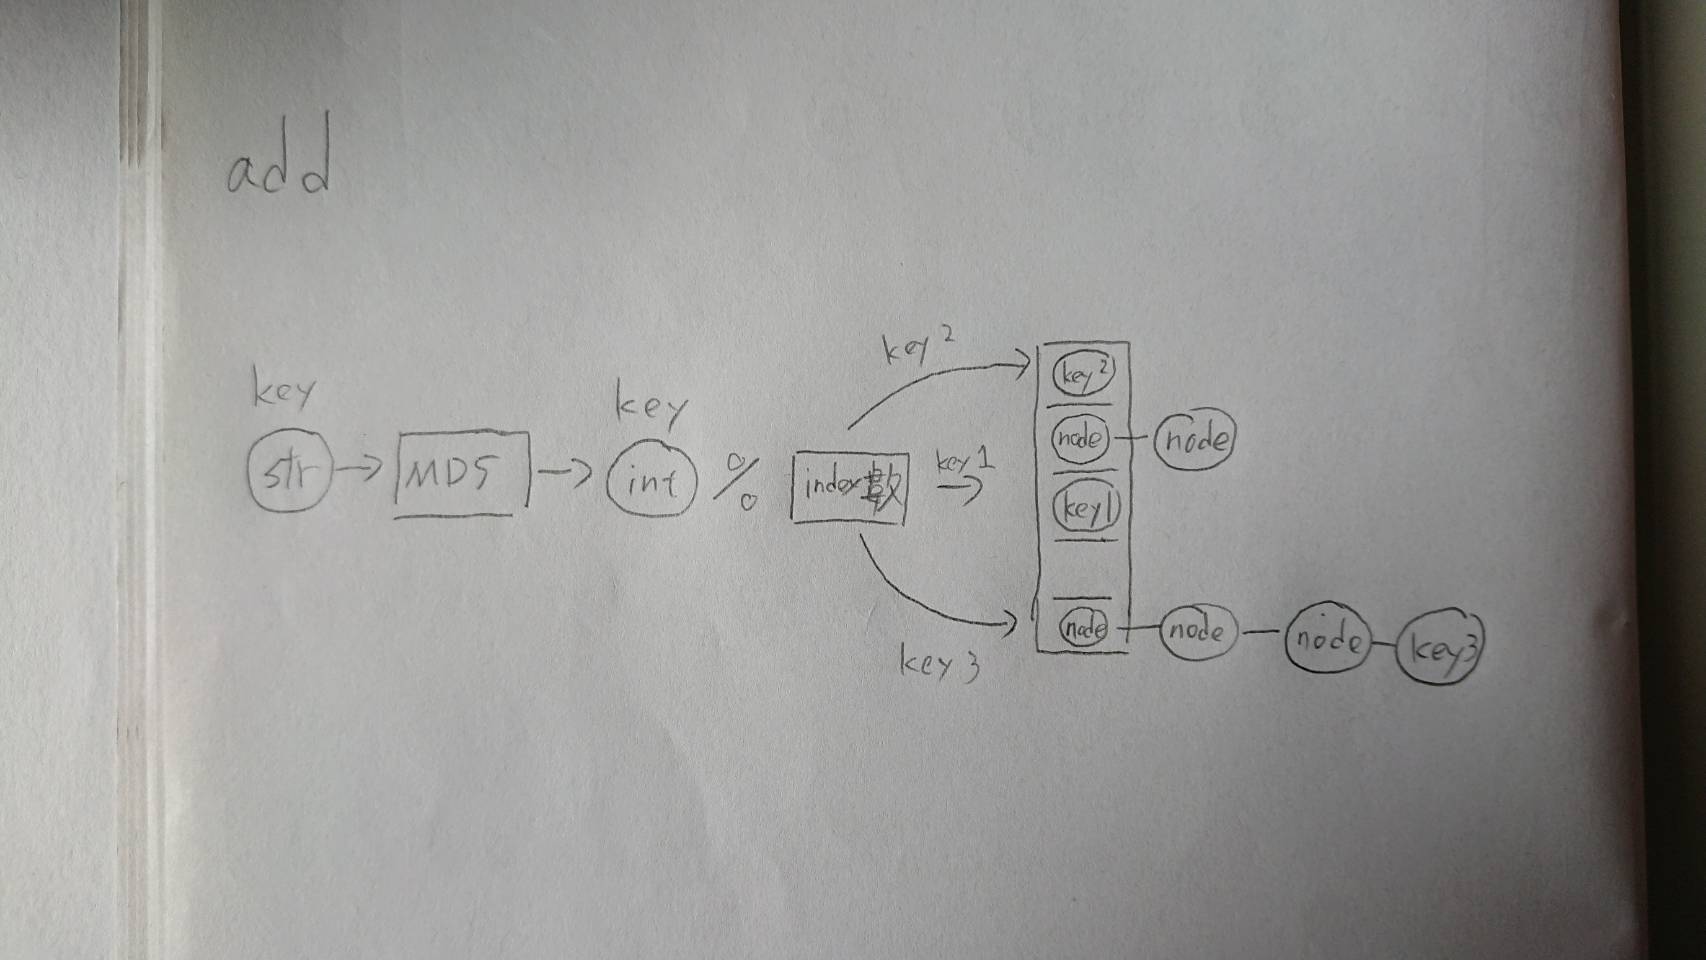 add
key
str
MD5
key
int
%
index数
key2
key1
key3
key2
node
node
key1
node
node
node
key3